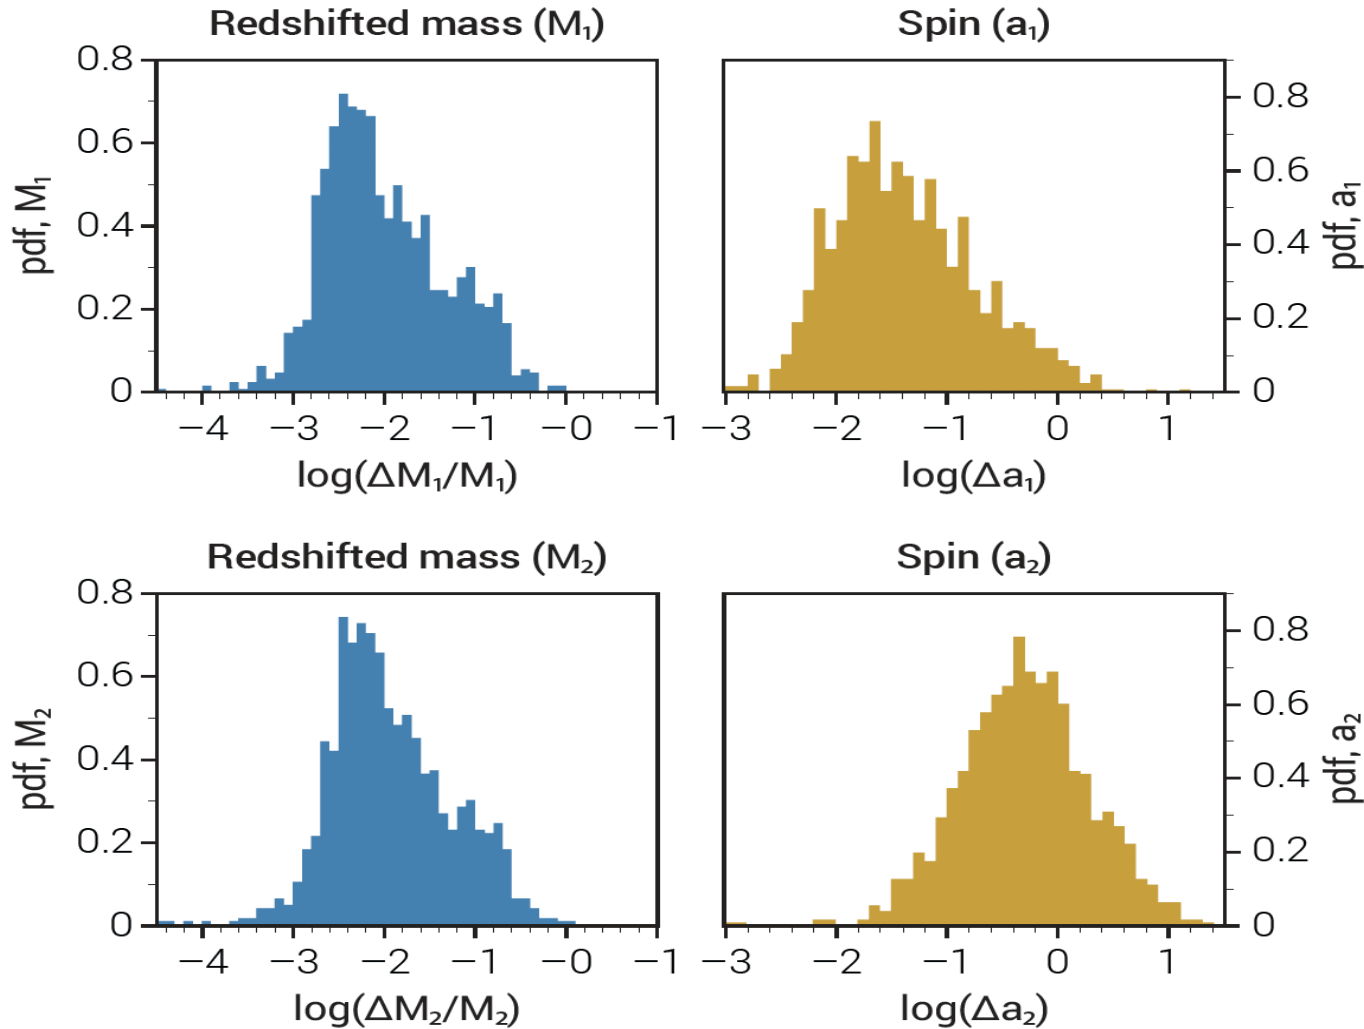 Redshifted mass (M₁)
Spin (a₁)
pdf, M₁
0.8
0.6
0.4
0.2
0
−4 −3 −2 −1 −0 −1
log(ΔM₁/M₁)
−3 −2 −1 0 1
log(Δa₁)
0.8
0.6
0.4
0.2
0
pdf, a₁
Redshifted mass (M₂)
Spin (a₂)
pdf, M₂
0.8
0.6
0.4
0.2
0
−4 −3 −2 −1 −0 −1
log(ΔM₂/M₂)
−3 −2 −1 0 1
log(Δa₂)
0.8
0.6
0.4
0.2
0
pdf, a₂